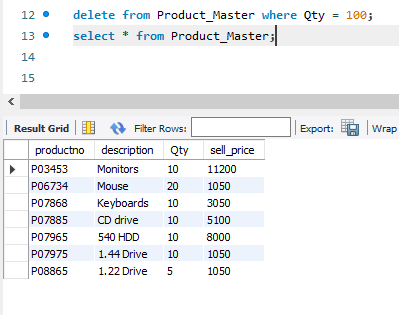 12 delete from Product_Master where Qty = 100;
13 select * from Product_Master;
14
15
Result Grid Filter Rows: Export: Wrap
productno description Qty sell_price
P03453 Monitors 10 11200
P06734 Mouse 20 1050
P07868 Keyboards 10 3050
P07885 CD drive 10 5100
P07965 540 HDD 10 8000
P07975 1.44 Drive 10 1050
P08865 1.22 Drive 5 1050